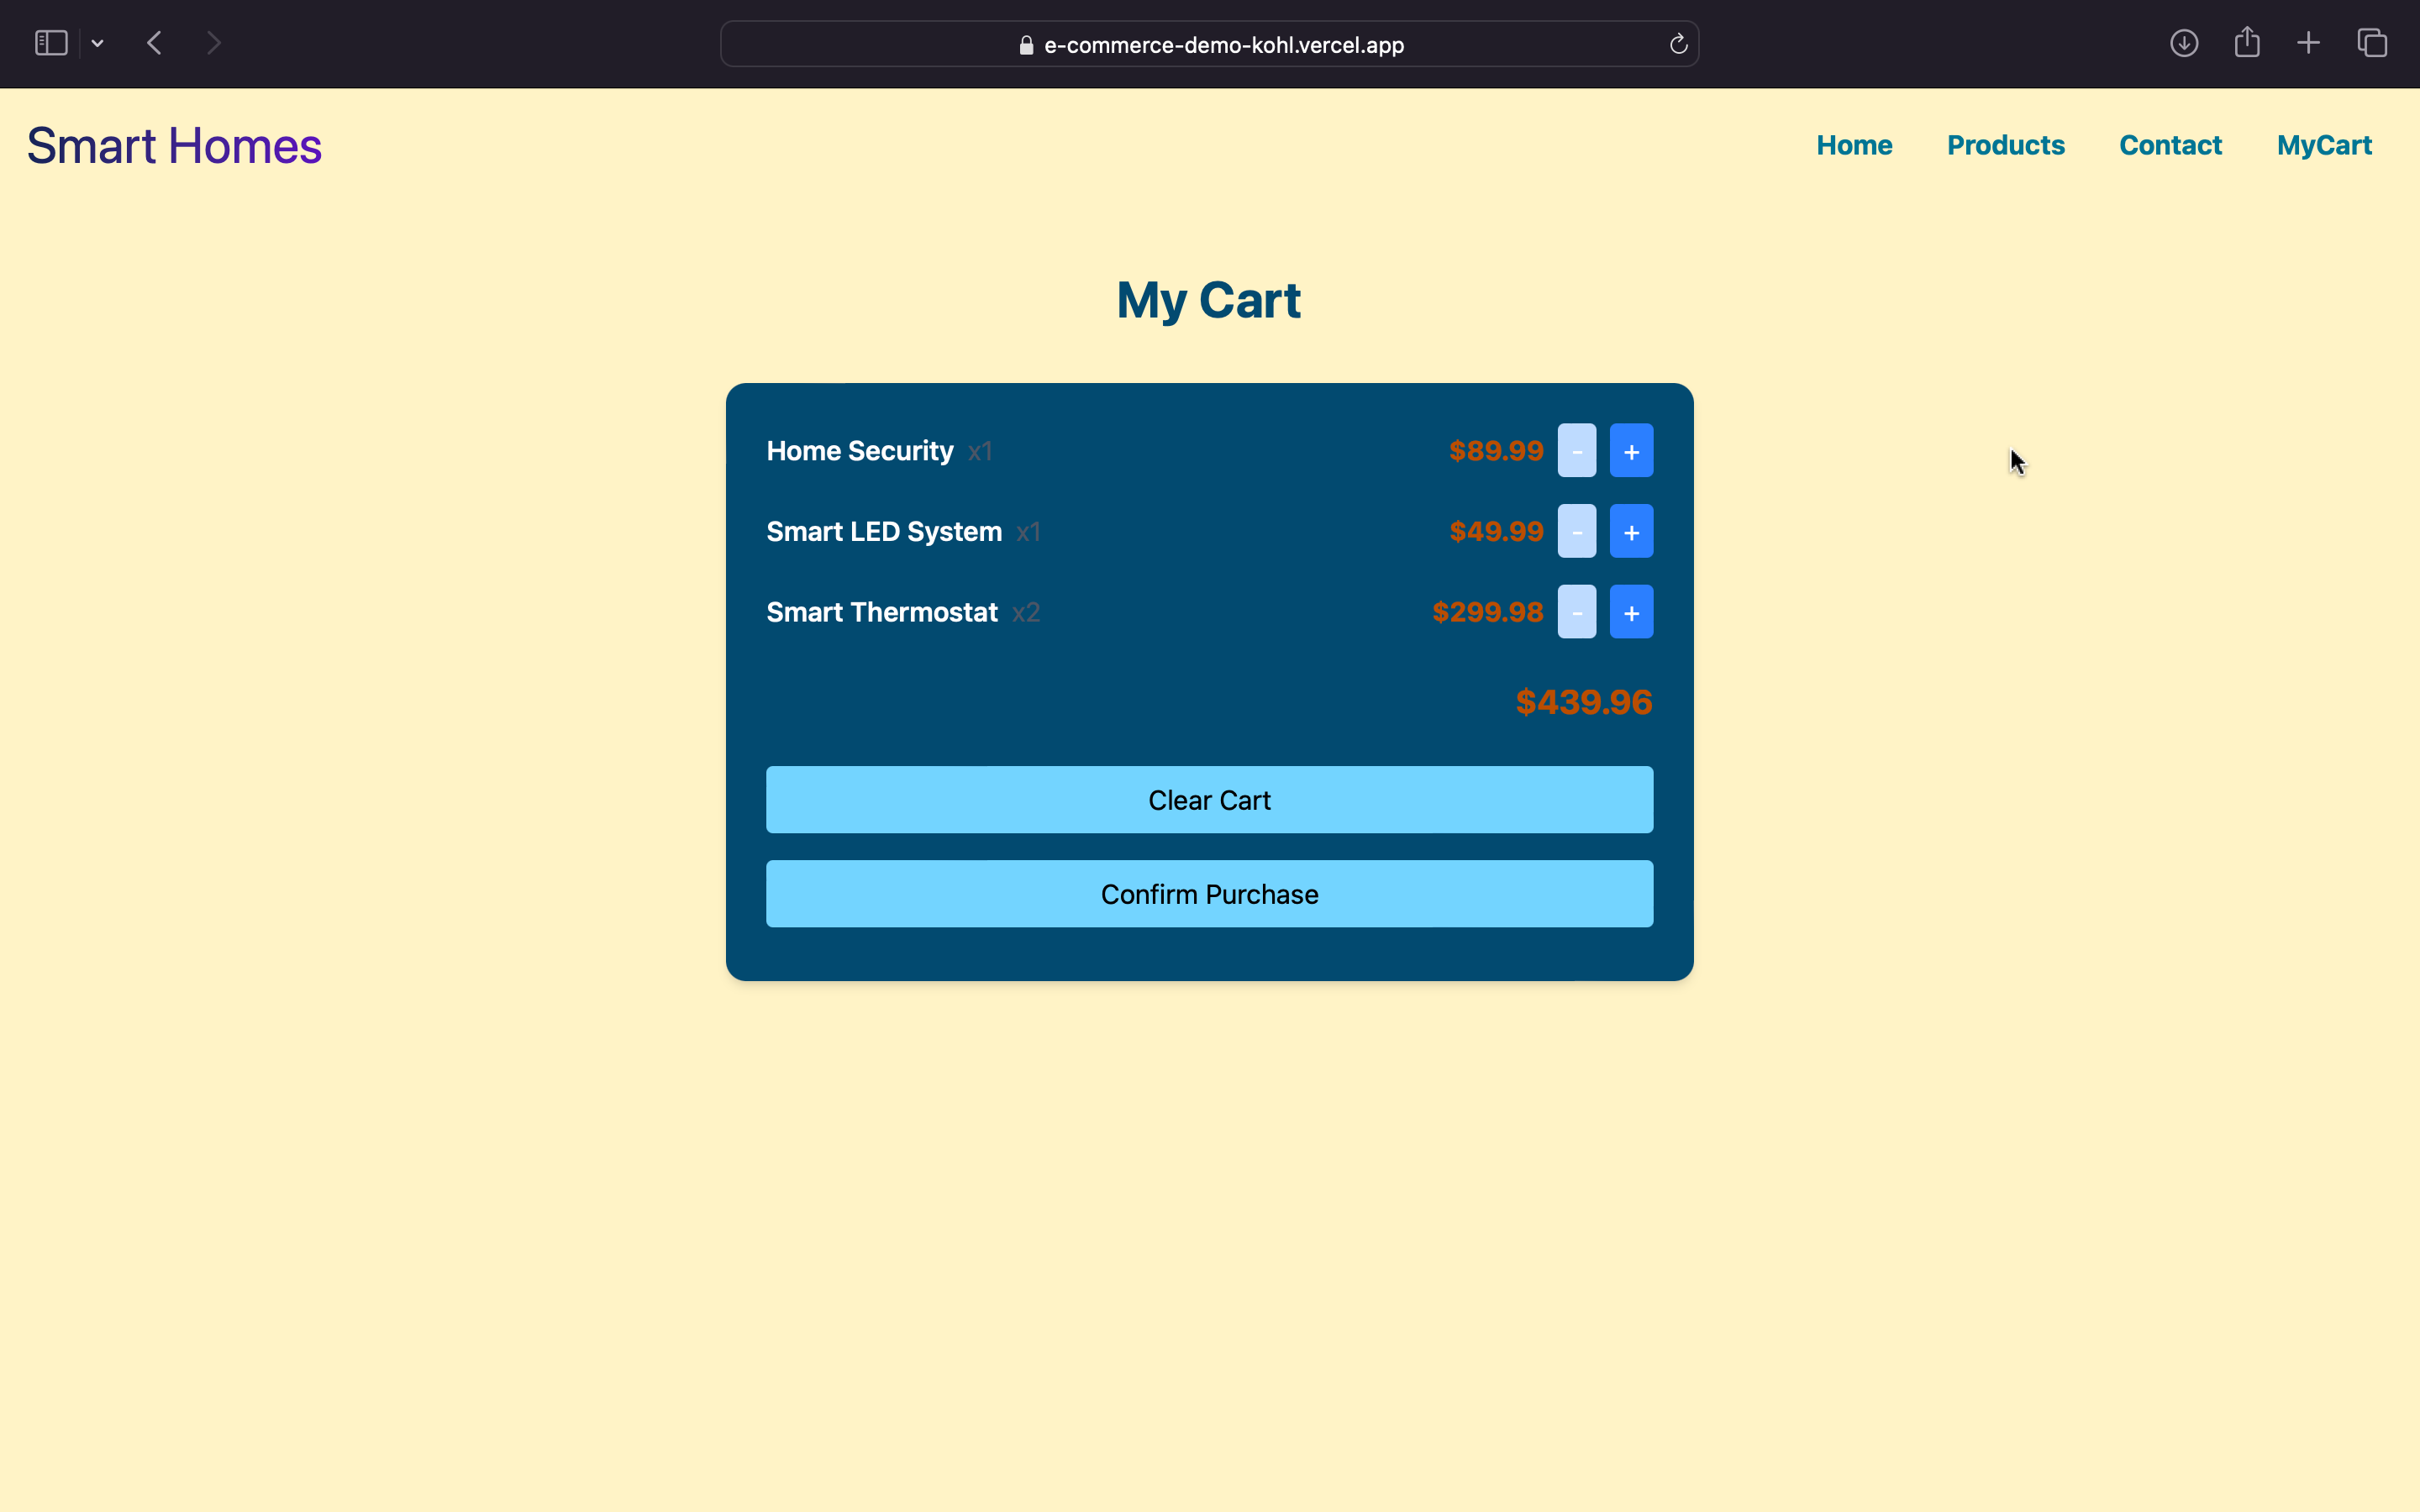 e-commerce-demo-kohl.vercel.app
Smart Homes Home Products Contact MyCart
My Cart
Home Security x1 $89.99 - +
Smart LED System x1 $49.99 - +
Smart Thermostat x2 $299.98 - +
$439.96
Clear Cart
Confirm Purchase